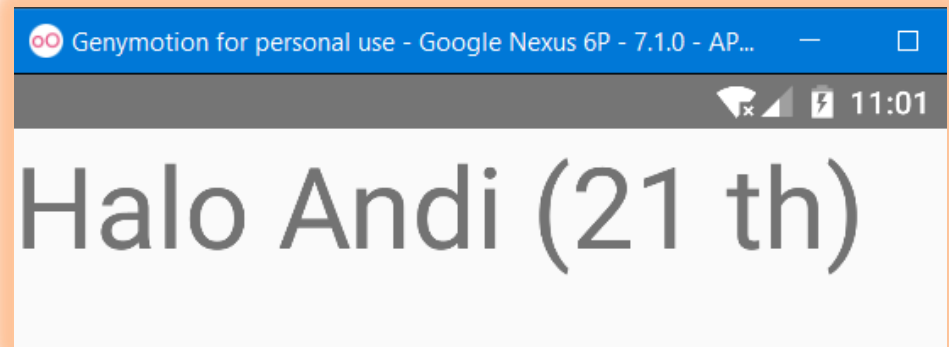 Genymotion for personal use - Google Nexus 6P - 7.1.0 - AP...
11:01
Halo Andi (21 th)